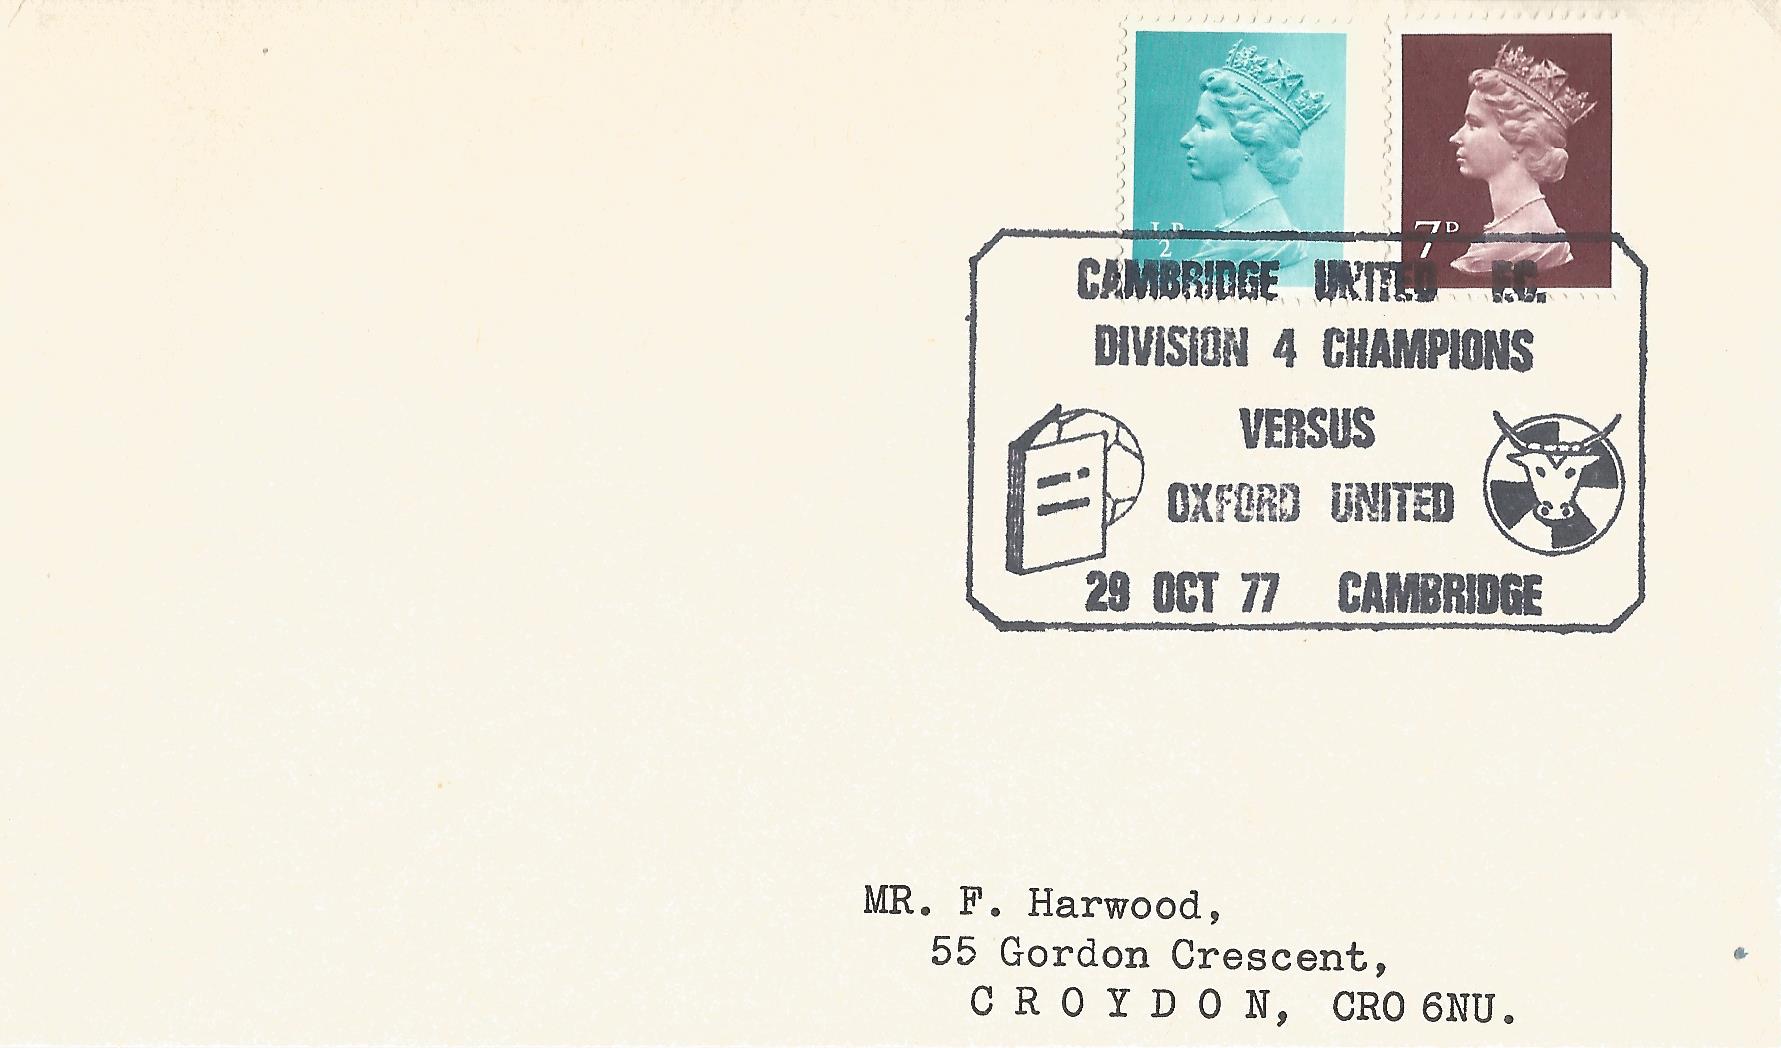 ½P
7P
CAMBRIDGE UNITED F.C.
DIVISION 4 CHAMPIONS
VERSUS
OXFORD UNITED
29 OCT 77 CAMBRIDGE
MR. F. Harwood,
55 Gordon Crescent,
C R O Y D O N, CRO 6NU.